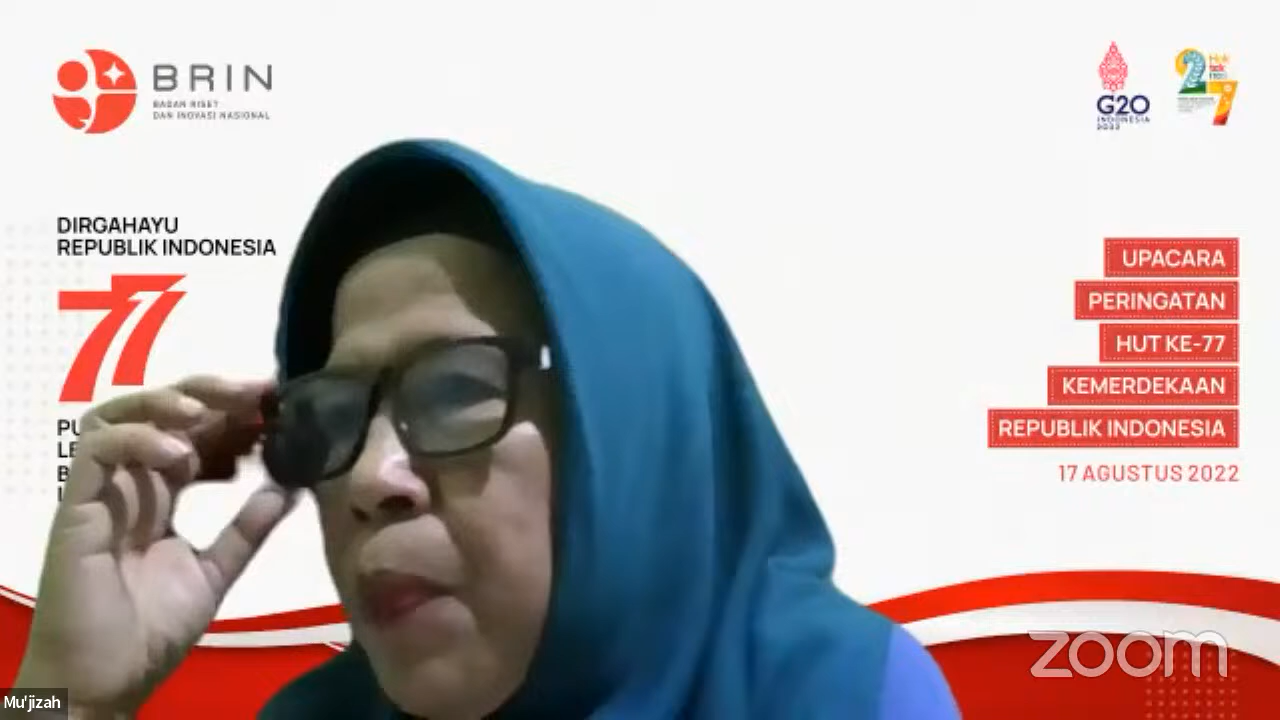 BRIN
BADAN RISET
DAN INOVASI NASIONAL
G20
INDONESIA
2022
DIRGAHAYU
REPUBLIK INDONESIA
77
UPACARA
PERINGATAN
HUT KE-77
KEMERDEKAAN
REPUBLIK INDONESIA
17 AGUSTUS 2022
zoom
Mu'jizah